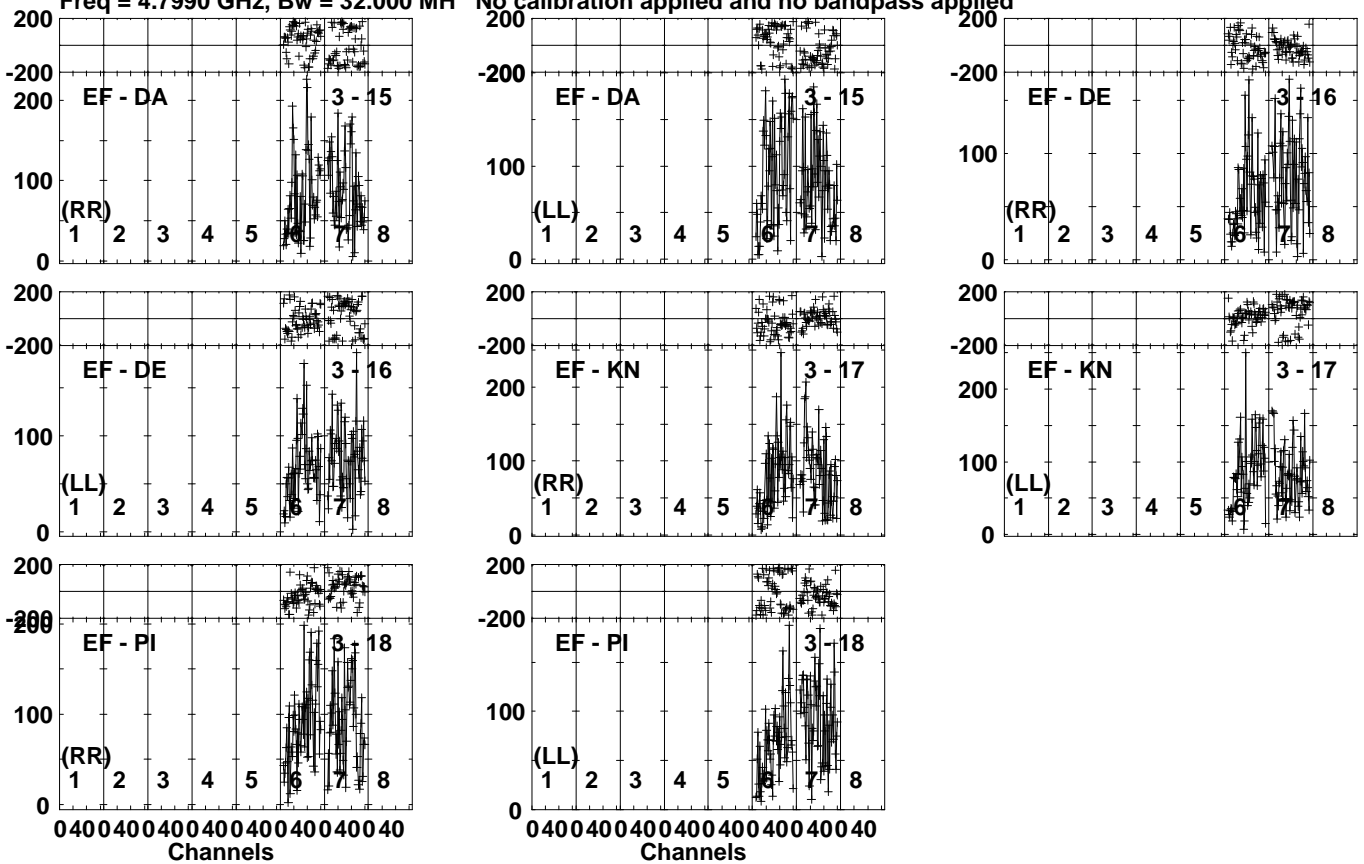 Freq = 4.7990 GHz, Bw = 32.000 MH No calibration applied and no bandpass applied
-200 -200 200
-200
200 EF - DA 3 - 15 200 EF - DA 3 - 15 EF - DE 3 - 16
100 100 100
(RR) (LL) (RR)
1 2 3 4 5 6 7 8 1 2 3 4 5 6 7 8 1 2 3 4 5 6 7 8
0 0 0
200 200 200
-200 -200 -200
EF - DE 3 - 16 EF - KN 3 - 17 EF - KN 3 - 17
200 200
100 100 100
(LL) (RR) (LL)
1 2 3 4 5 6 7 8 1 2 3 4 5 6 7 8 1 2 3 4 5 6 7 8
0 0 0
200 200
-200 -200
200
EF - PI 3 - 18 EF - PI 3 - 18
100 100
(RR) (LL)
1 2 3 4 5 6 7 8 1 2 3 4 5 6 7 8
0 0
0 40 0 40 0 40 0 40 0 40 0 40 0 40 0 40 0 40 0 40 0 40 0 40 0 40 0 40 0 40 0 40
Channels Channels